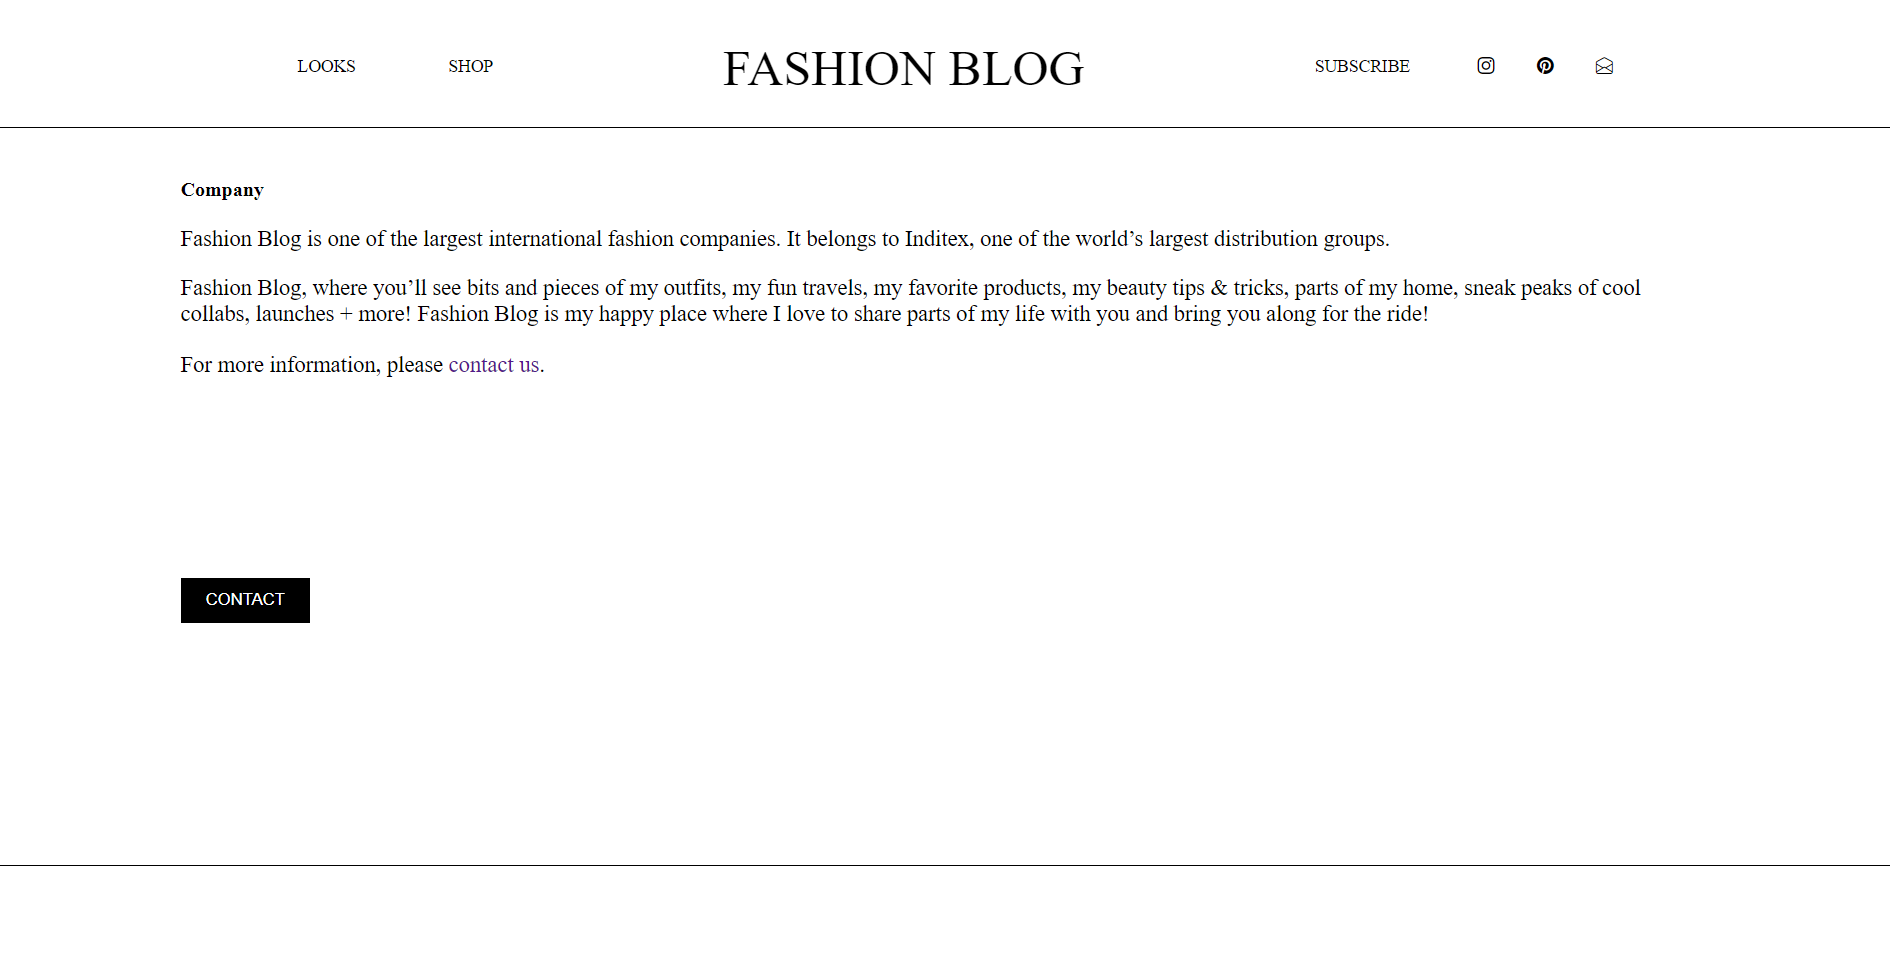 LOOKS SHOP FASHION BLOG SUBSCRIBE
Company
Fashion Blog is one of the largest international fashion companies. It belongs to Inditex, one of the world’s largest distribution groups.
Fashion Blog, where you’ll see bits and pieces of my outfits, my fun travels, my favorite products, my beauty tips & tricks, parts of my home, sneak peaks of cool
collabs, launches + more! Fashion Blog is my happy place where I love to share parts of my life with you and bring you along for the ride!
For more information, please contact us.
CONTACT